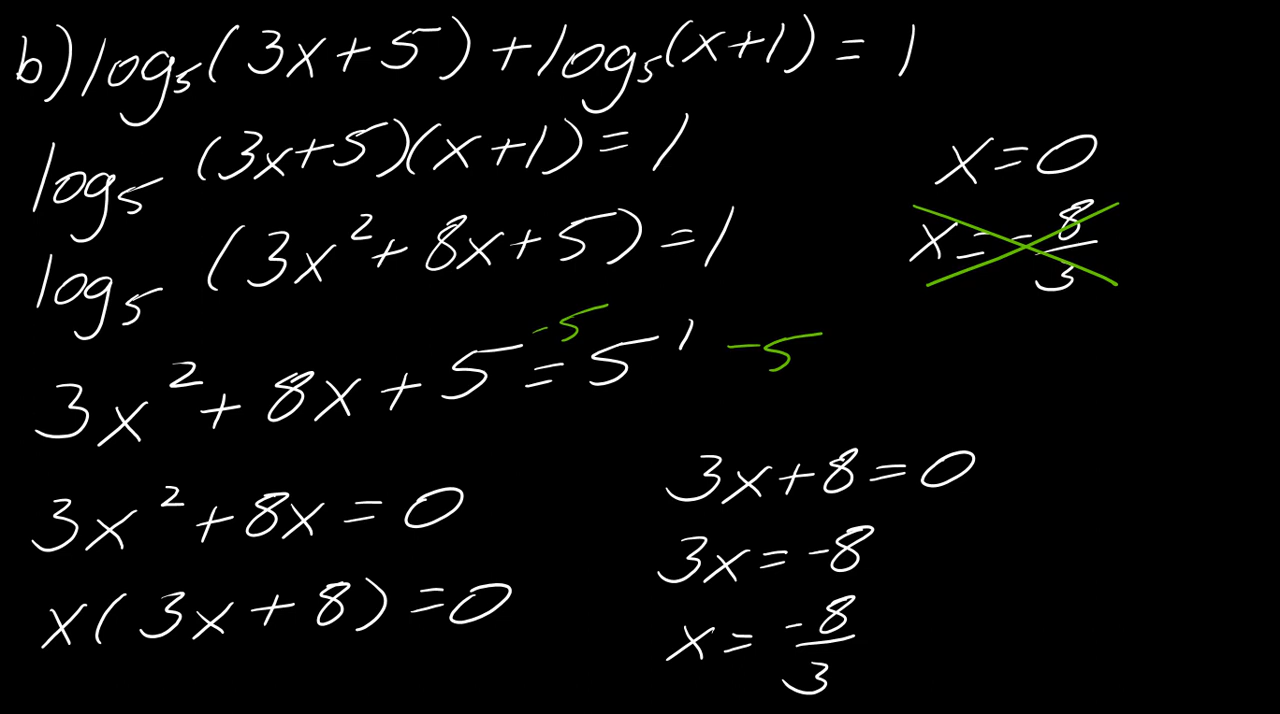 b) log₅(3x+5)+log₅(x+1)=1
log₅ (3x+5)(x+1)=1
log₅ (3x²+8x+5)=1
3x²+8x+5 -5 = 5¹ -5
3x²+8x=0
x(3x+8)=0
3x+8=0
3x=-8
x=-8/3
x=0
x=-8/3